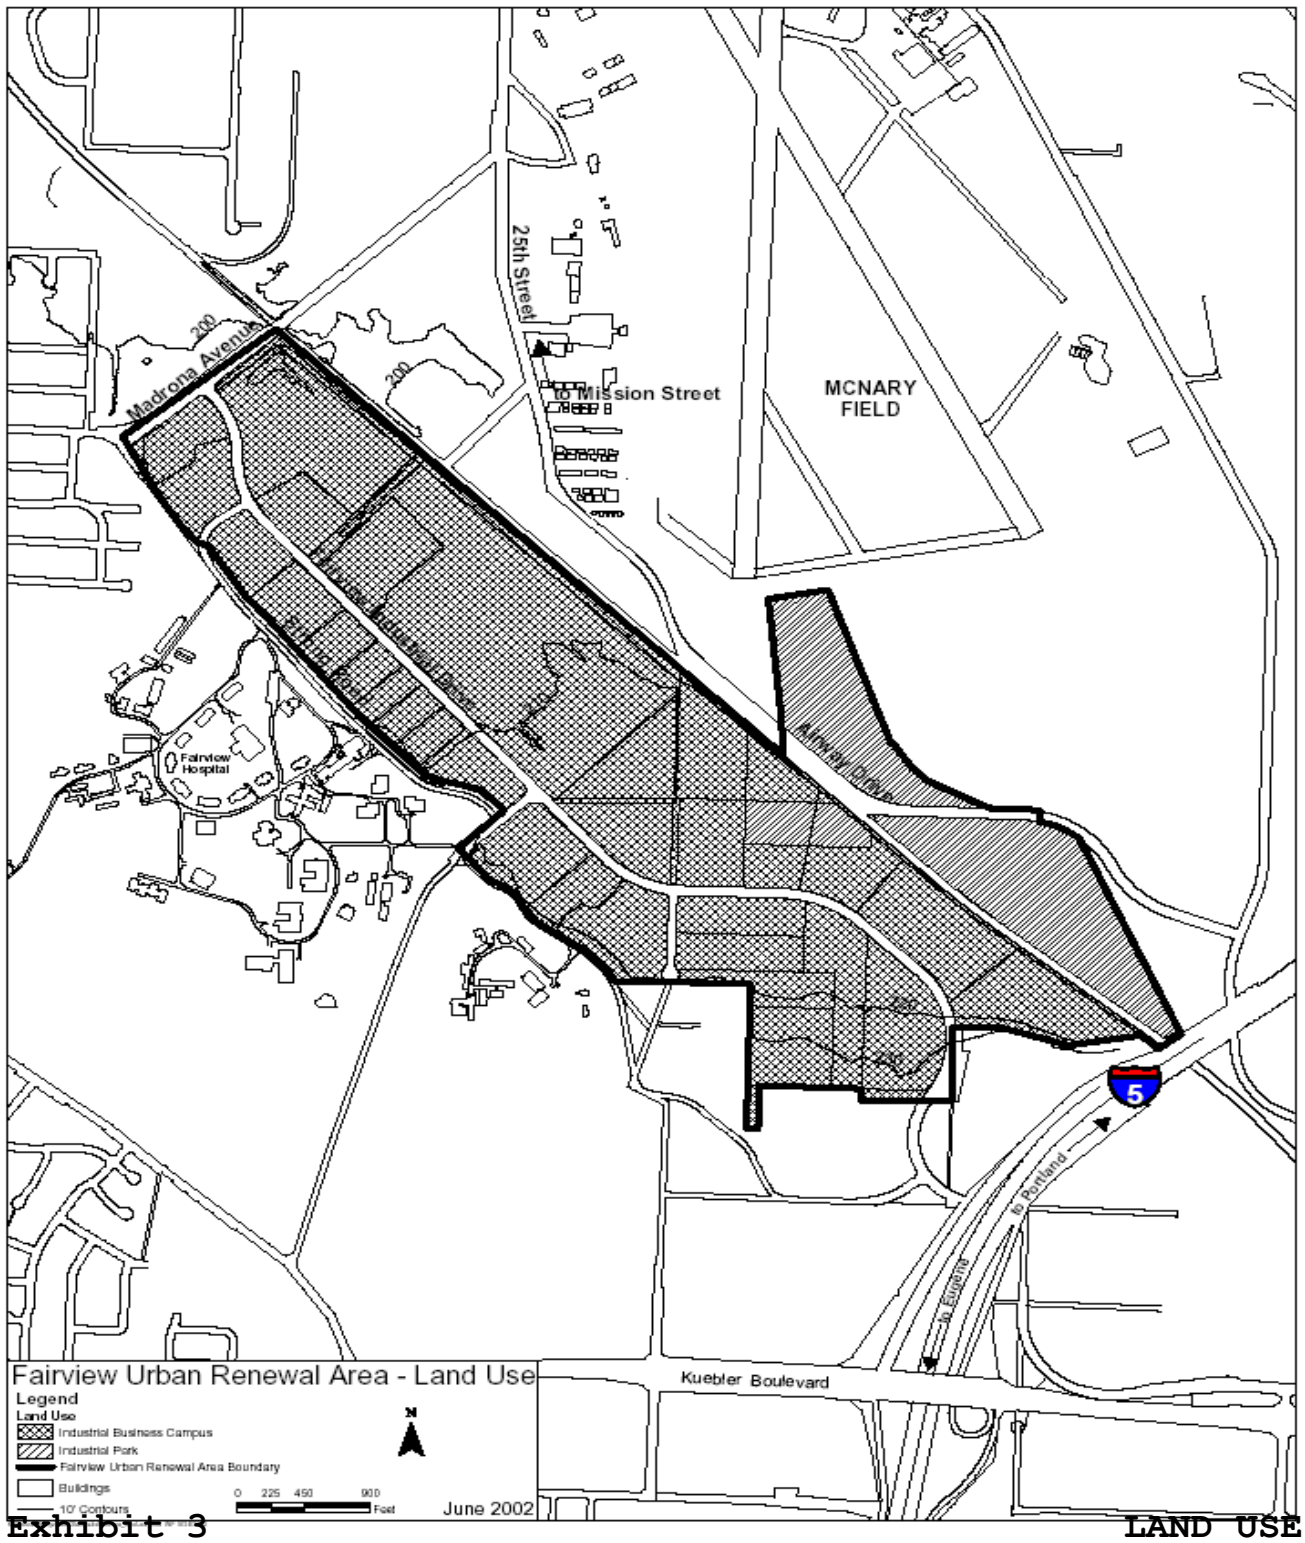 25th Street
200
Madrona Avenue
200
to Mission Street
MCNARY
FIELD
Fairview
Hospital
Airway Drive
5
to Portland
to Eugene
Kuebler Boulevard
Fairview Urban Renewal Area - Land Use
Legend
Land Use
N
Industrial Business Campus
Industrial Park
Fairview Urban Renewal Area Boundary
Buildings
10' Contours
0 225 450 900
Feet
June 2002
Exhibit 3
LAND USE